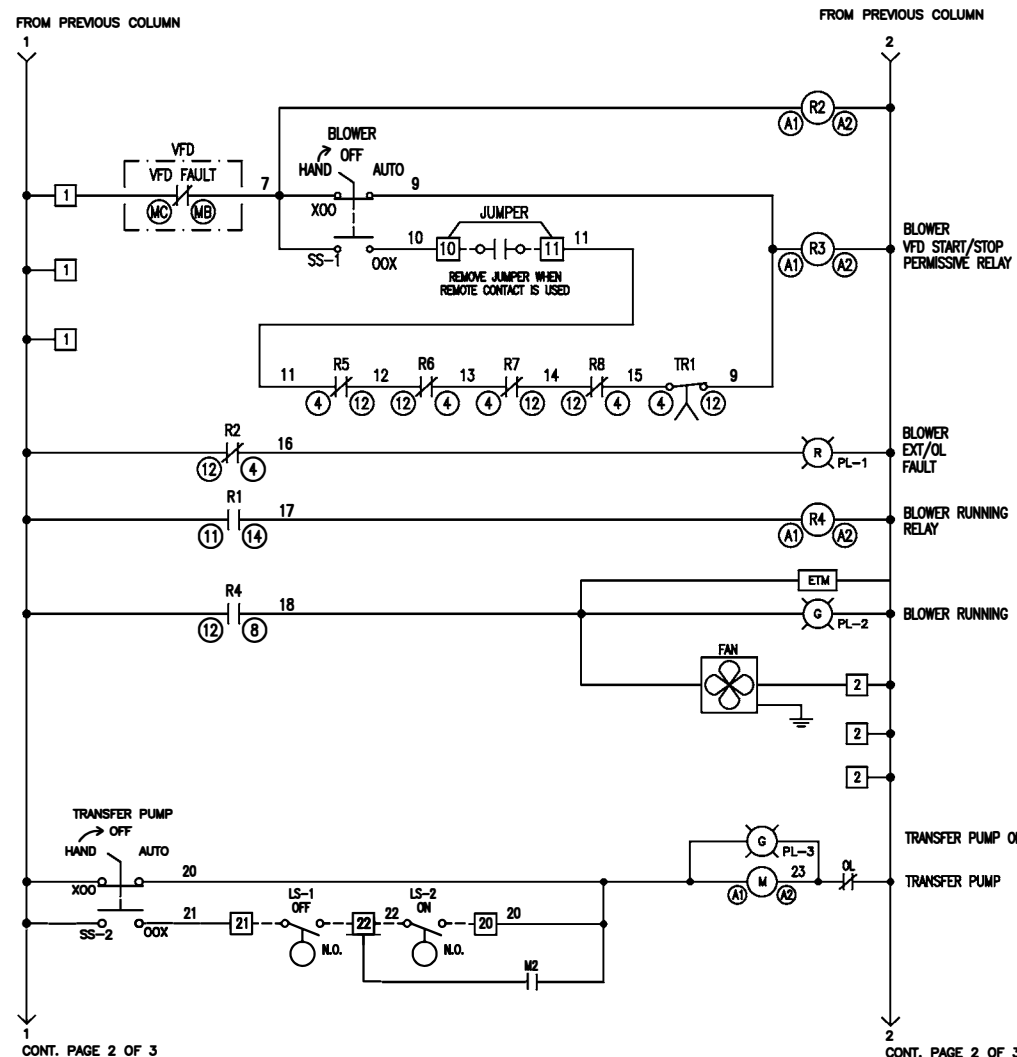 FROM PREVIOUS COLUMN
FROM PREVIOUS COLUMN
1
2
R2
A1 A2
VFD
VFD FAULT
MC MB
1
7
BLOWER
OFF
HAND AUTO
X00
9
JUMPER
10 10 11 11
SS-1 00X
REMOVE JUMPER WHEN
REMOTE CONTACT IS USED
R3
A1 A2
BLOWER
VFD START/STOP
PERMISSIVE RELAY
1
1
11 R5 12 R6 13 R7 14 R8 15 TR1 9
4 12 12 4 4 12 12 4 4 12
R2
16
12 4
R
PL-1
BLOWER
EXT/OL
FAULT
R1
17
11 14
R4
A1 A2
BLOWER RUNNING
RELAY
ETM
R4
18
12 8
G
PL-2
BLOWER RUNNING
FAN
2
2
2
TRANSFER PUMP
OFF
HAND AUTO
X00
20
G
PL-3
TRANSFER PUMP O
M
23
OL
A1 A2
TRANSFER PUMP
SS-2 00X
21
21
LS-1
OFF
N.O.
22
22
LS-2
ON
N.O.
20
20
M2
1
CONT. PAGE 2 OF 3
2
CONT. PAGE 2 OF 3